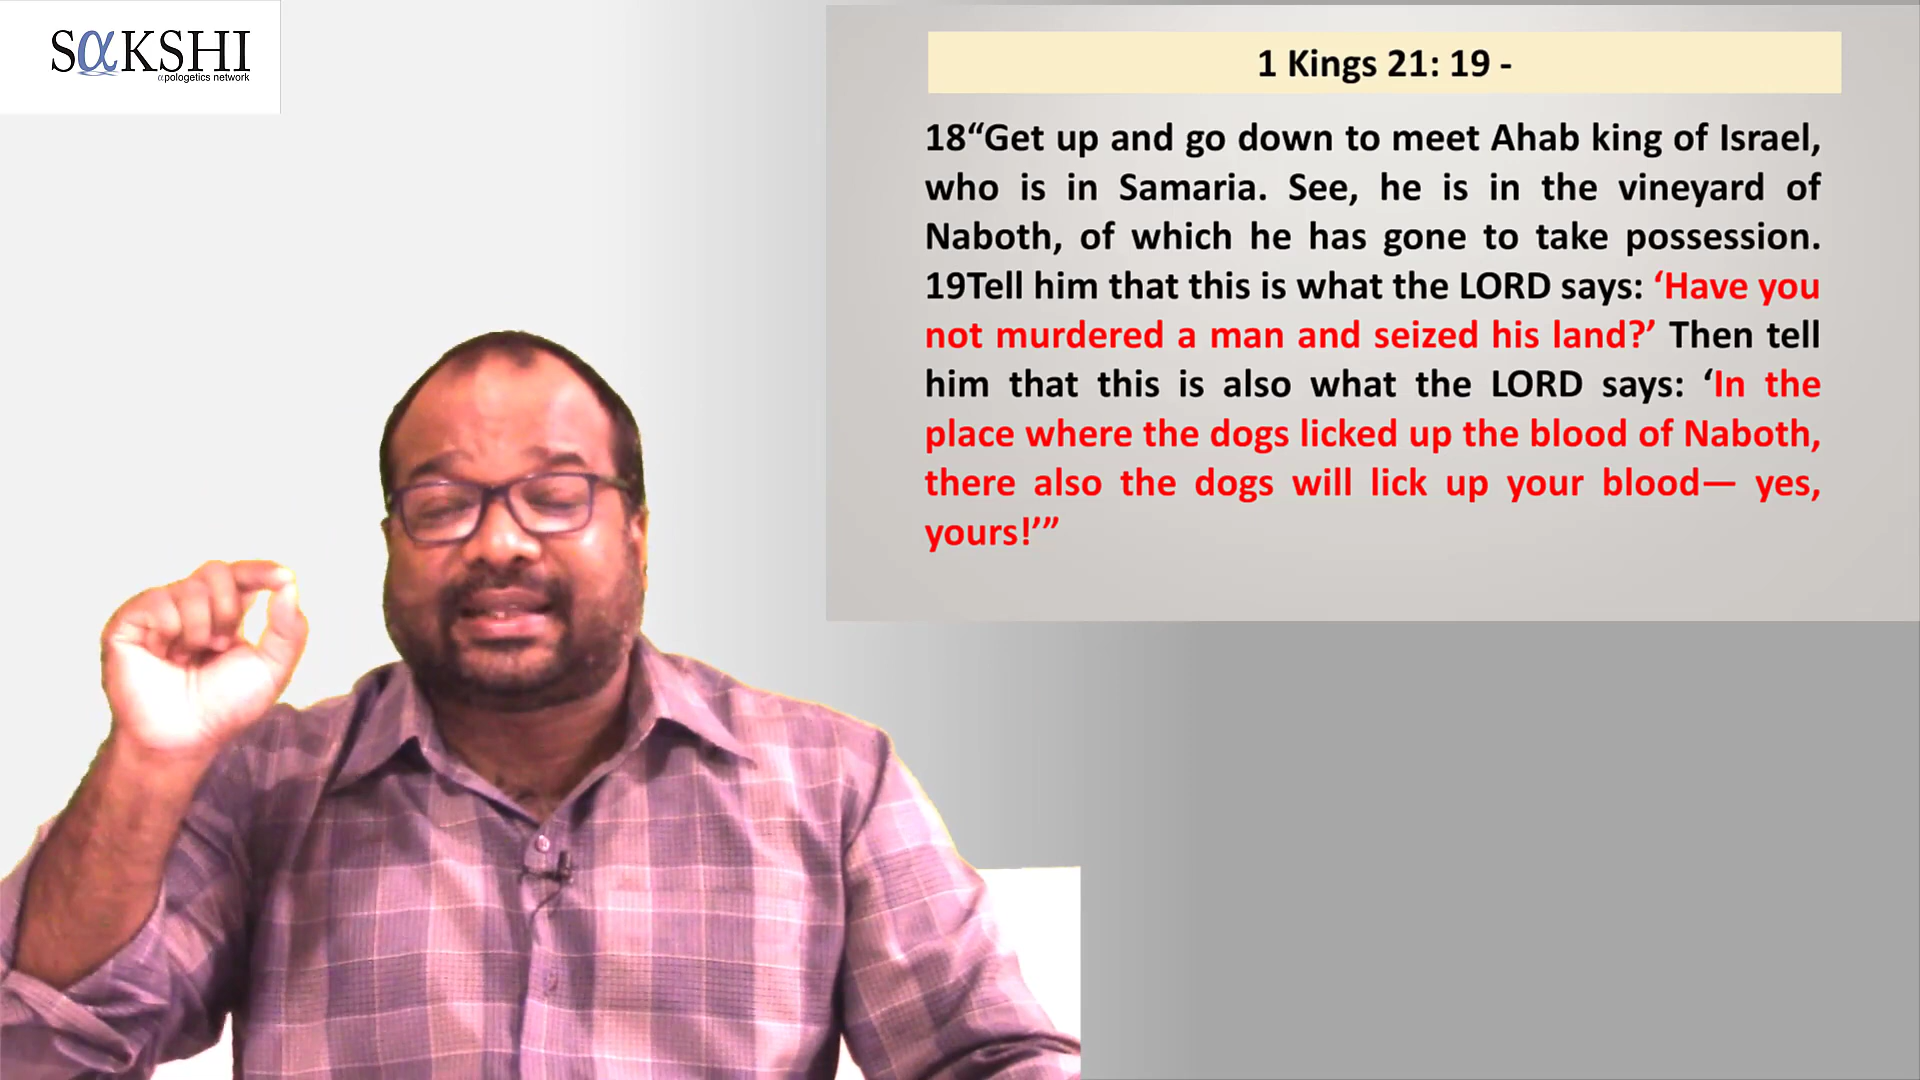 SαKSHI
αpologetics network
1 Kings 21: 19 -
18“Get up and go down to meet Ahab king of Israel,
who is in Samaria. See, he is in the vineyard of
Naboth, of which he has gone to take possession.
19Tell him that this is what the LORD says: ‘Have you
not murdered a man and seized his land?’ Then tell
him that this is also what the LORD says: ‘In the
place where the dogs licked up the blood of Naboth,
there also the dogs will lick up your blood— yes,
yours!’”